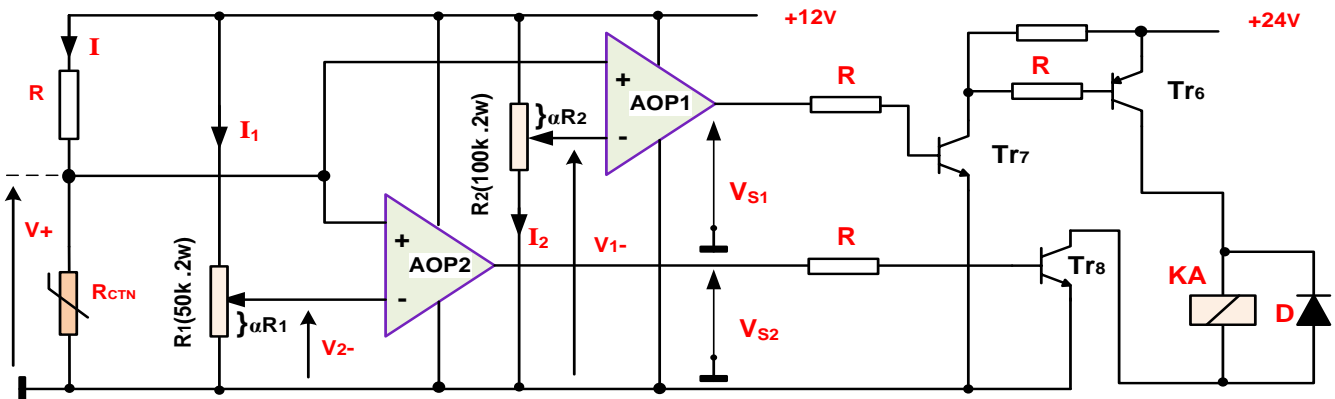 +12V
+24V
I
R
I1
R2(100k .2w)
}αR2
+
-
AOP1
R
Tr7
R
Tr6
V+
RCTN
R1(50k .2w)
}αR1
V2-
+
-
AOP2
I2
V1-
VS1
VS2
R
Tr8
KA
D